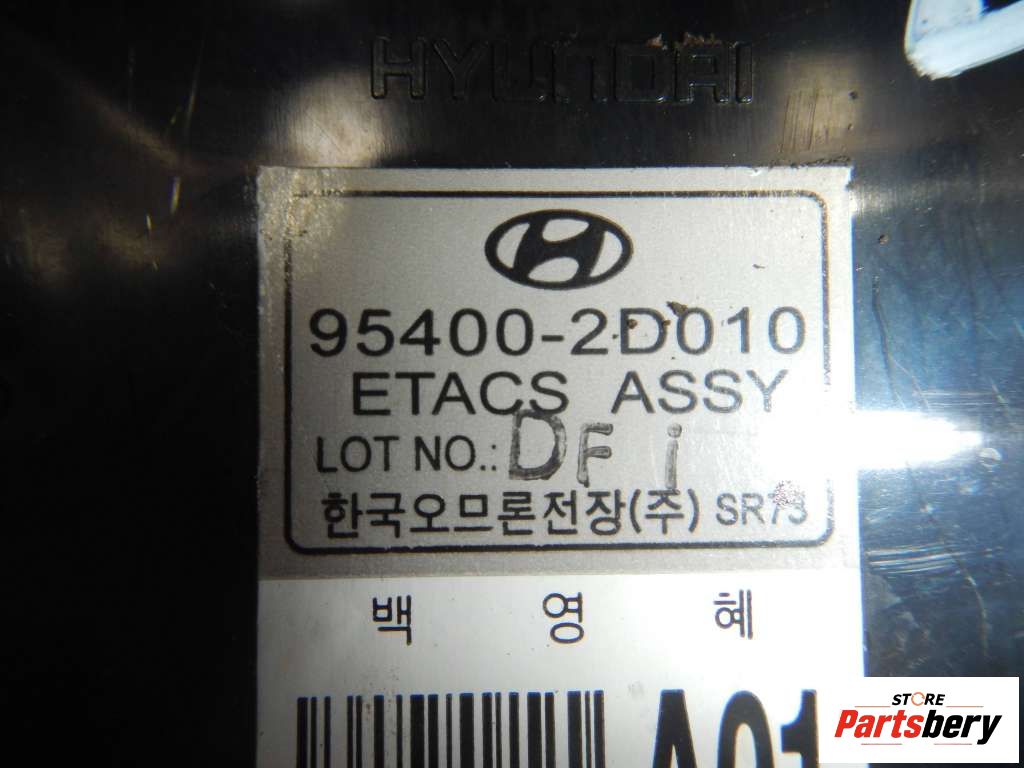 HYUNDAI
95400-2D010
ETACS ASSY
LOT NO.: DF i
한국오므론전장(주) SR73
백 영 혜
A01
STORE
Partsbery